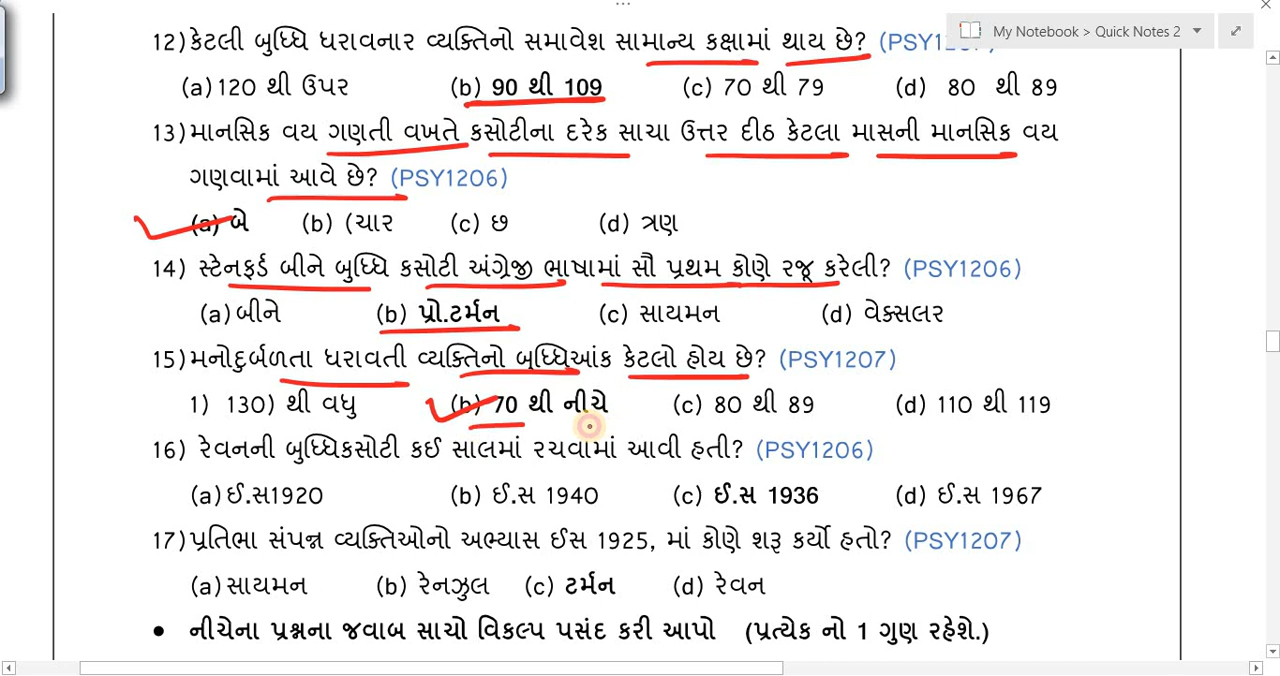 ...
My Notebook > Quick Notes 2
12) કેટલી બુધ્ધિ ધરાવનાર વ્યક્તિનો સમાવેશ સામાન્ય કક્ષામાં થાય છે?
(a) 120 થી ઉપર (b) 90 થી 109 (c) 70 થી 79 (d) 80 થી 89
13) માનસિક વય ગણતી વખતે કસોટીના દરેક સાચા ઉત્તર દીઠ કેટલા માસની માનસિક વય
ગણવામાં આવે છે? (PSY1206)
(a) બે (b) (ચાર (c) છ (d) ત્રણ
14) સ્ટેનફર્ડ બીને બુધ્ધિ કસોટી અંગ્રેજી ભાષામાં સૌ પ્રથમ કોણે રજૂ કરેલી? (PSY1206)
(a) બીને (b) પ્રો.ટર્મન (c) સાયમન (d) વેક્સલર
15) મનોદુર્બળતા ધરાવતી વ્યક્તિનો બુધ્ધિઆંક કેટલો હોય છે? (PSY1207)
1) 130) થી વધુ (b) 70 થી નીચે (c) 80 થી 89 (d) 110 થી 119
16) રેવનની બુધ્ધિકસોટી કઈ સાલમાં રચવામાં આવી હતી? (PSY1206)
(a) ઈ.સ1920 (b) ઈ.સ 1940 (c) ઈ.સ 1936 (d) ઈ.સ 1967
17) પ્રતિભા સંપન્ન વ્યક્તિઓનો અભ્યાસ ઈસ 1925, માં કોણે શરૂ કર્યો હતો? (PSY1207)
(a) સાયમન (b) રેનઝુલ (c) ટર્મન (d) રેવન
• નીચેના પ્રશ્નના જવાબ સાચો વિકલ્પ પસંદ કરી આપો (પ્રત્યેક નો 1 ગુણ રહેશે.)